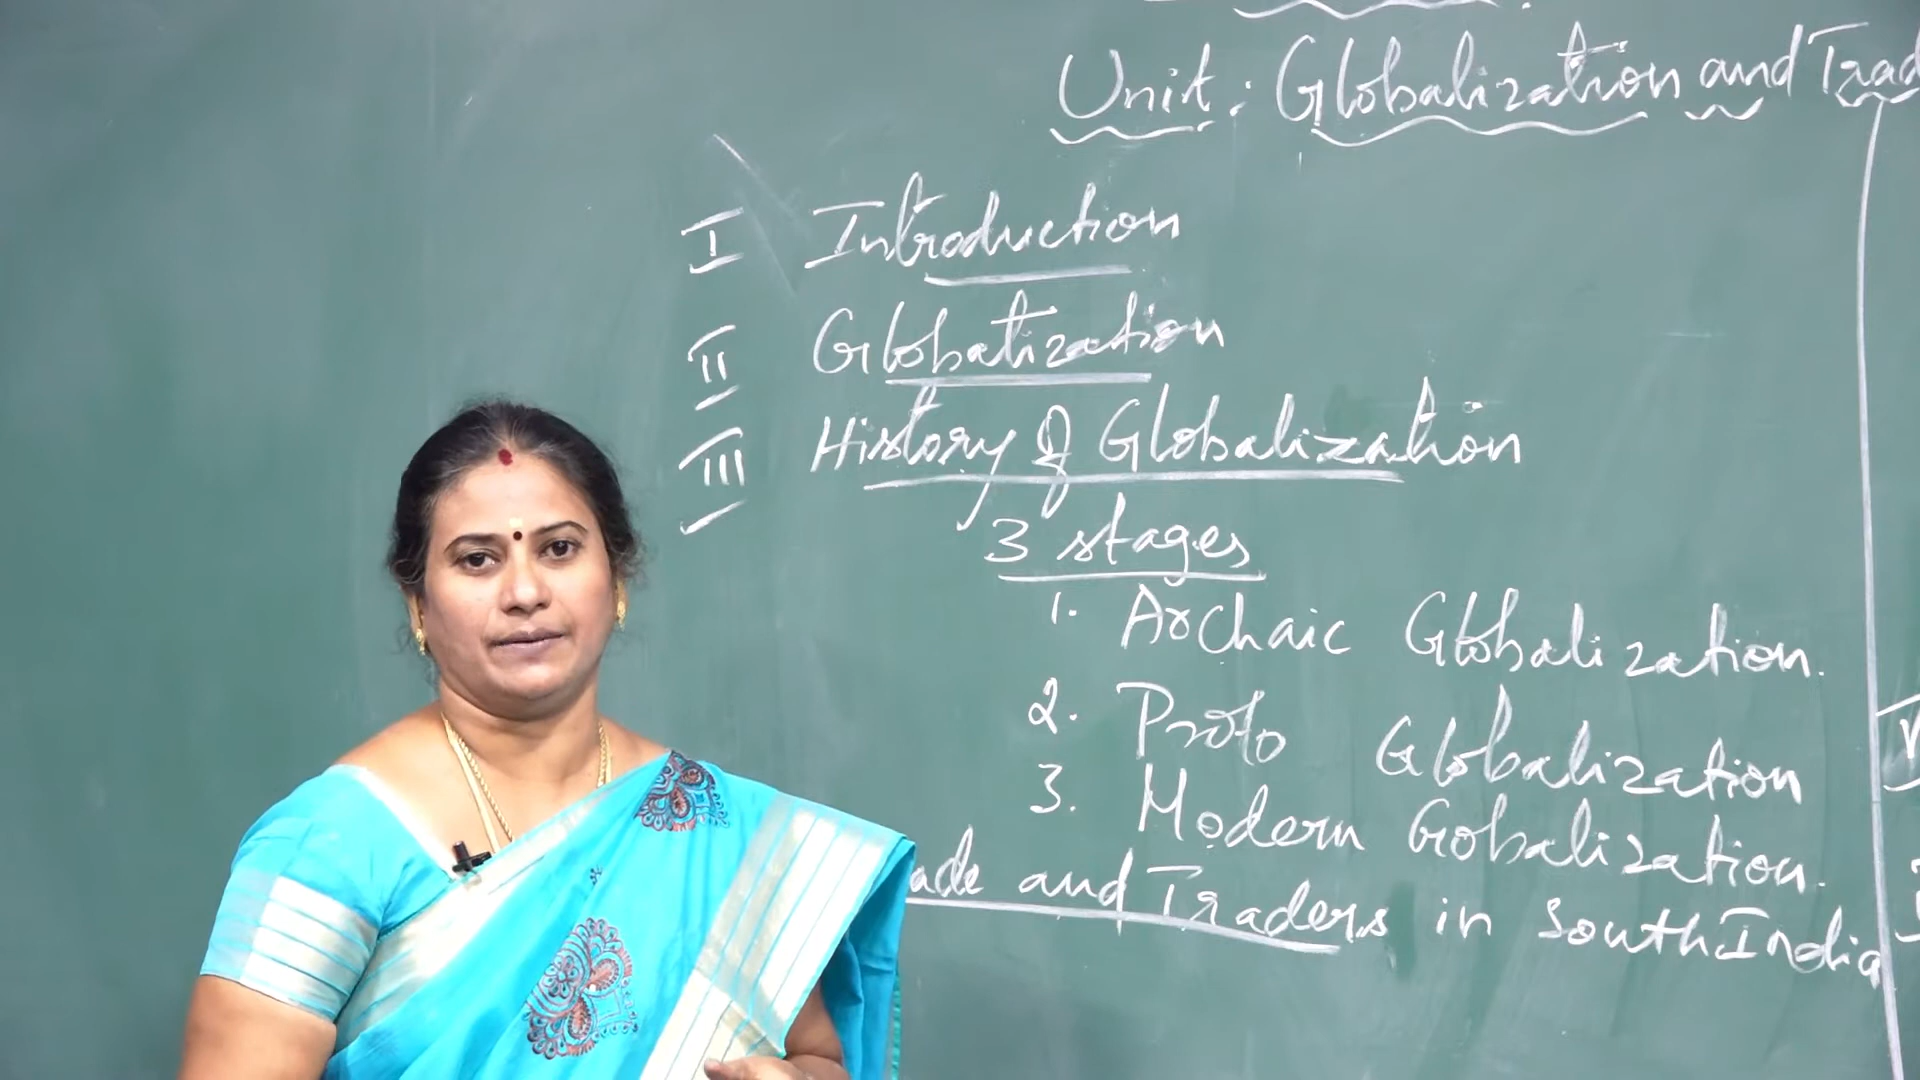 Unit : Globalization and Trad
I Introduction
II Globalization
III History of Globalization
3 stages
1. Archaic Globalization.
2. Proto Globalization
3. Modern Globalization.
ade and Traders in South India